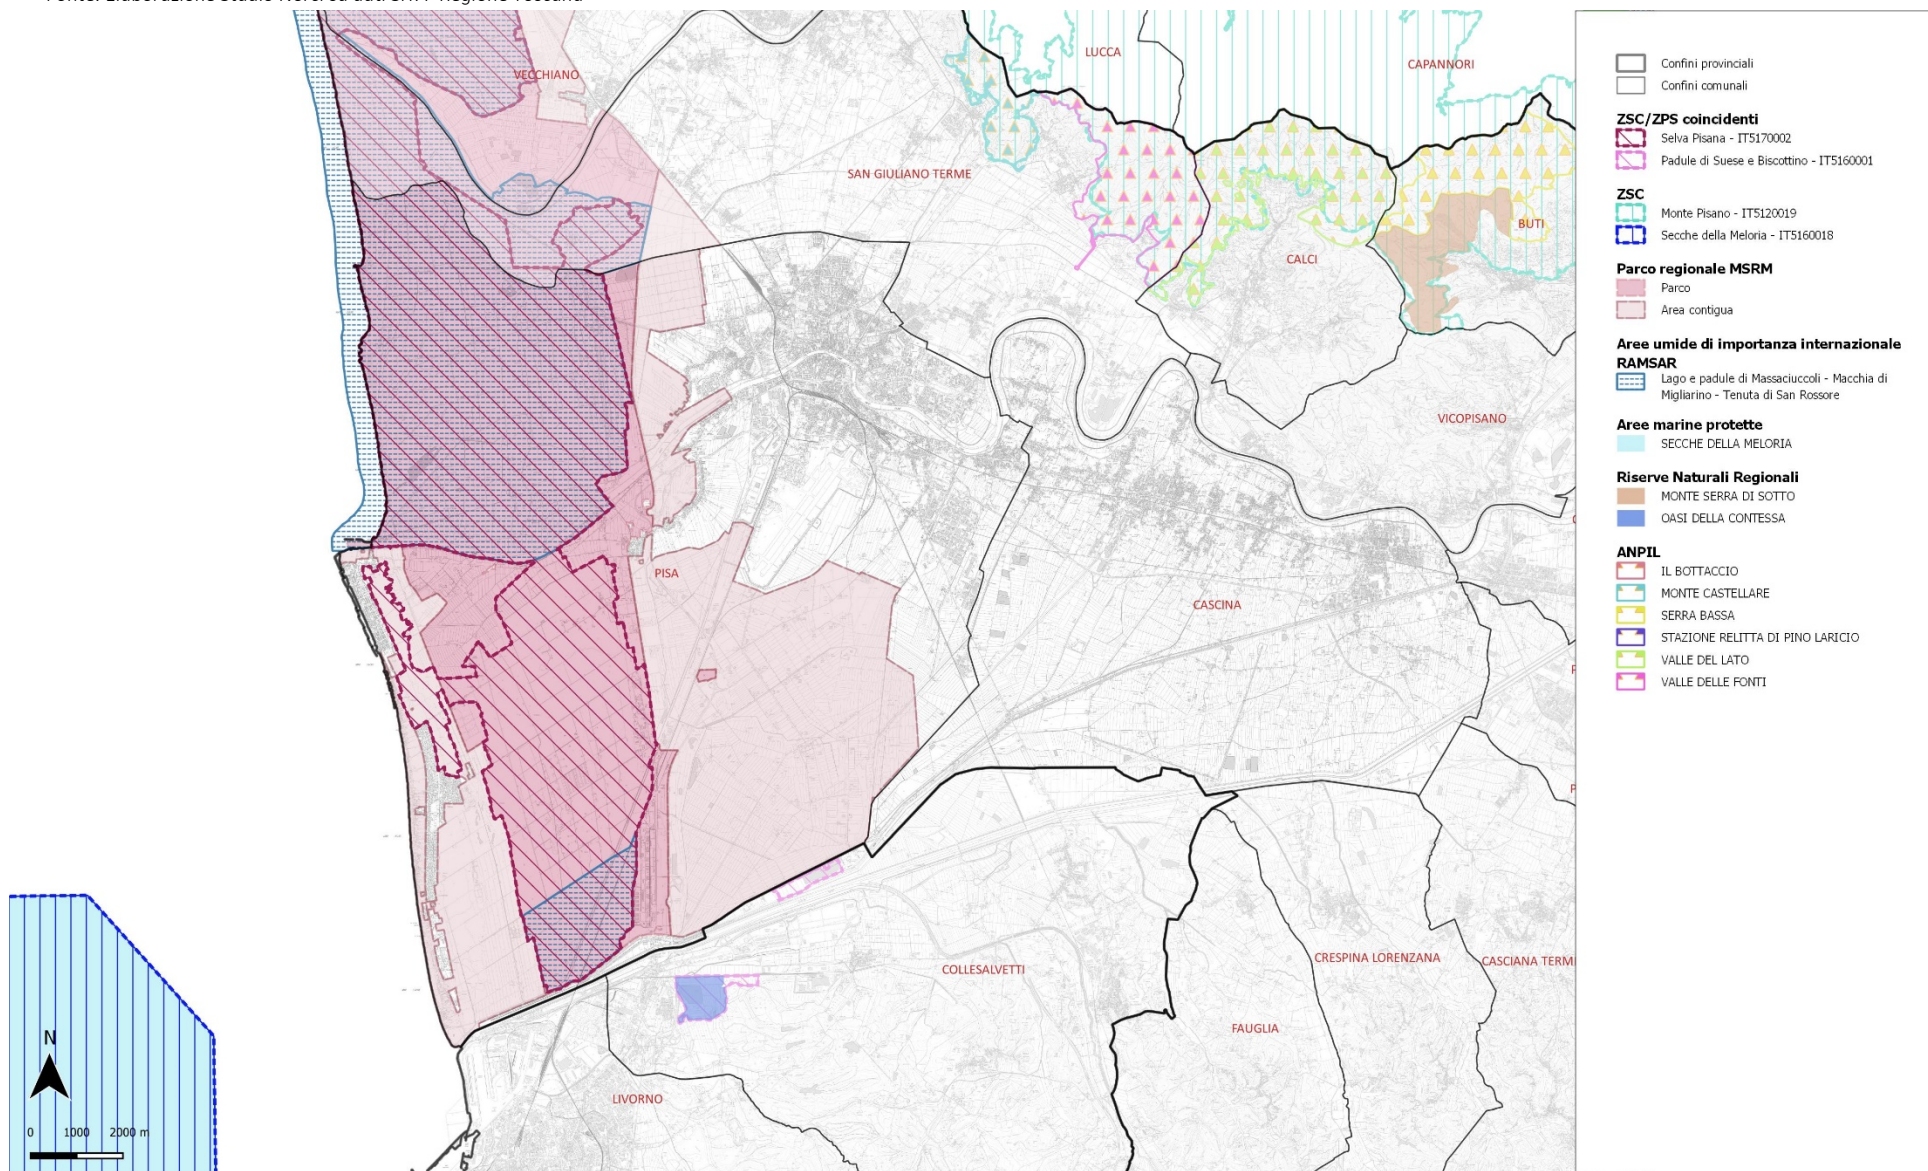 LUCCA
CAPANNORI
VECCHIANO
SAN GIULIANO TERME
BUTI
CALCI
VICOPISANO
PISA
CASCINA
COLLESALVETTI
CRESPINA LORENZANA
CASCIANA TERM
FAUGLIA
LIVORNO
N
0 1000 2000 m
Confini provinciali
Confini comunali
ZSC/ZPS coincidenti
Selva Pisana - IT5170002
Padule di Suese e Biscottino - IT5160001
ZSC
Monte Pisano - IT5120019
Secche della Meloria - IT5160018
Parco regionale MSRM
Parco
Area contigua
Aree umide di importanza internazionale
RAMSAR
Lago e padule di Massaciuccoli - Macchia di
Migliarino - Tenuta di San Rossore
Aree marine protette
SECCHE DELLA MELORIA
Riserve Naturali Regionali
MONTE SERRA DI SOTTO
OASI DELLA CONTESSA
ANPIL
IL BOTTACCIO
MONTE CASTELLARE
SERRA BASSA
STAZIONE RELITTA DI PINO LARICIO
VALLE DEL LATO
VALLE DELLE FONTI